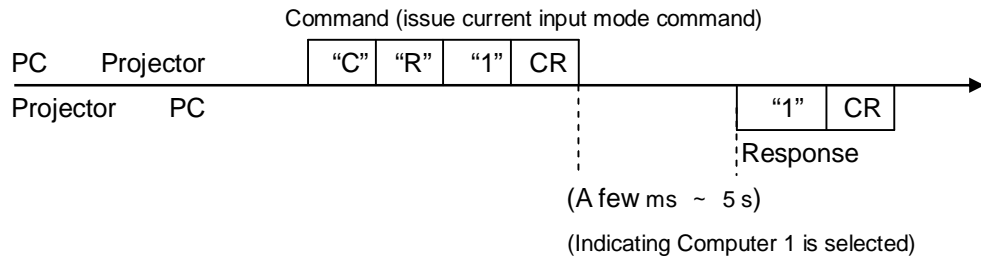 Command (issue current input mode command)
PC Projector “C” “R” “1” CR
Projector PC “1” CR
Response
(A few ms ~ 5 s)
(Indicating Computer 1 is selected)